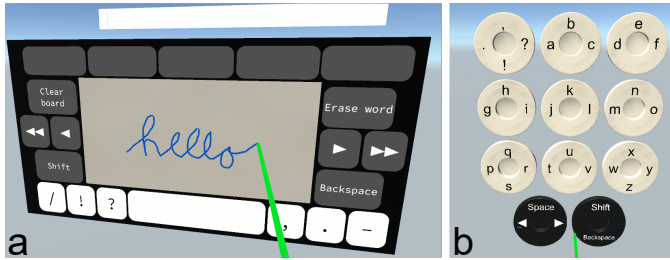 Clear
board
Erase word
hello
Shift
Backspace
/ ! ? , . –
a
, . ? !
b a c
e d f
h g i
k j l
n m o
q p r s
u t v
x w y z
Space
Shift
Backspace
b